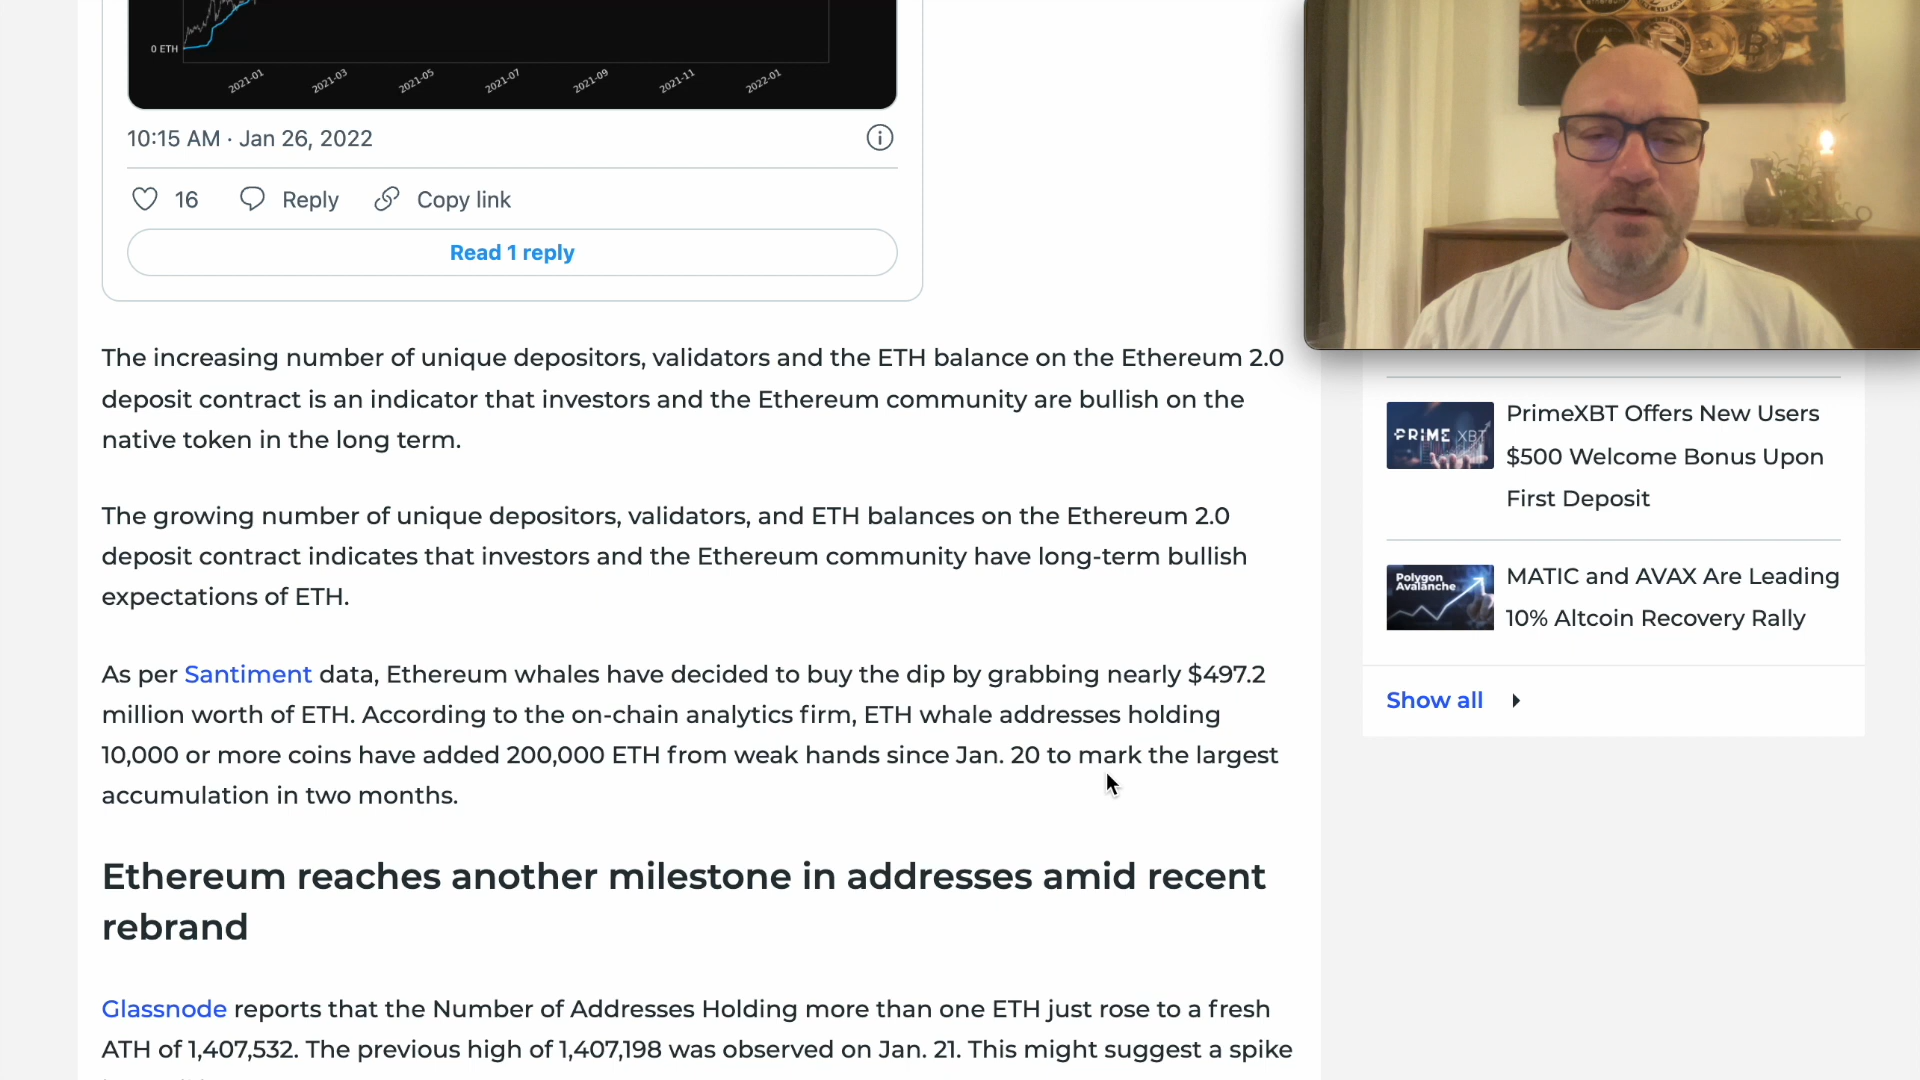 0 ETH
2021-01
2021-03
2021-05
2021-07
2021-09
2021-11
2022-01
10:15 AM · Jan 26, 2022
16 Reply Copy link
Read 1 reply
The increasing number of unique depositors, validators and the ETH balance on the Ethereum 2.0
deposit contract is an indicator that investors and the Ethereum community are bullish on the
native token in the long term.
The growing number of unique depositors, validators, and ETH balances on the Ethereum 2.0
deposit contract indicates that investors and the Ethereum community have long-term bullish
expectations of ETH.
As per Santiment data, Ethereum whales have decided to buy the dip by grabbing nearly $497.2
million worth of ETH. According to the on-chain analytics firm, ETH whale addresses holding
10,000 or more coins have added 200,000 ETH from weak hands since Jan. 20 to mark the largest
accumulation in two months.
Ethereum reaches another milestone in addresses amid recent
rebrand
Glassnode reports that the Number of Addresses Holding more than one ETH just rose to a fresh
ATH of 1,407,532. The previous high of 1,407,198 was observed on Jan. 21. This might suggest a spike
PRIME XBT
PrimeXBT Offers New Users
$500 Welcome Bonus Upon
First Deposit
Polygon
Avalanche
MATIC and AVAX Are Leading
10% Altcoin Recovery Rally
Show all